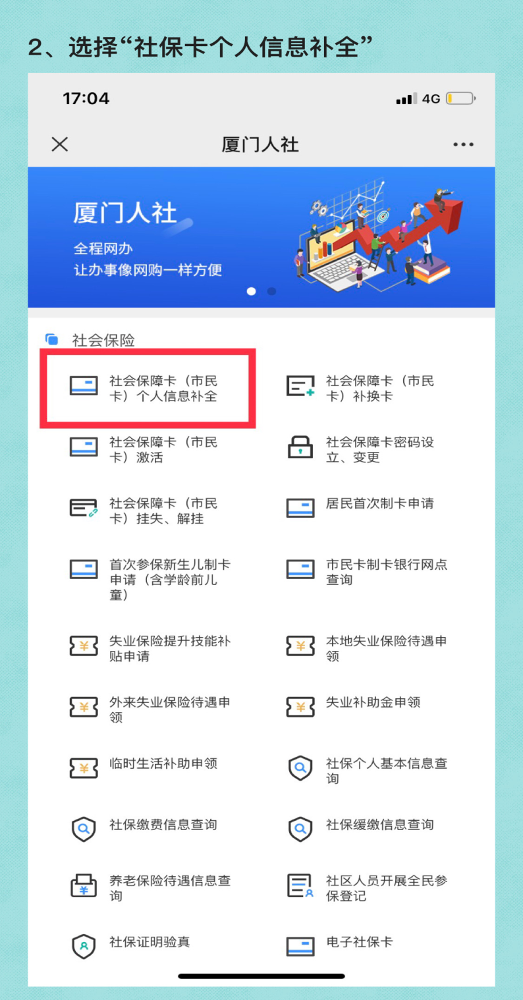 2、选择“社保卡个人信息补全”
17:04
4G
厦门人社
厦门人社
全程网办
让办事像网购一样方便
社会保险
社会保障卡（市民
卡）个人信息补全
社会保障卡（市民
卡）补换卡
社会保障卡（市民
卡）激活
社会保障卡密码设
立、变更
社会保障卡（市民
卡）挂失、解挂
居民首次制卡申请
首次参保新生儿制卡
申请（含学龄前儿
童）
市民卡制卡银行网点
查询
失业保险提升技能补
贴申请
本地失业保险待遇申
领
外来失业保险待遇申
领
失业补助金申领
临时生活补助申领
社保个人基本信息查
询
社保缴费信息查询
社保缓缴信息查询
养老保险待遇信息查
询
社区人员开展全民参
保登记
社保证明验真
电子社保卡